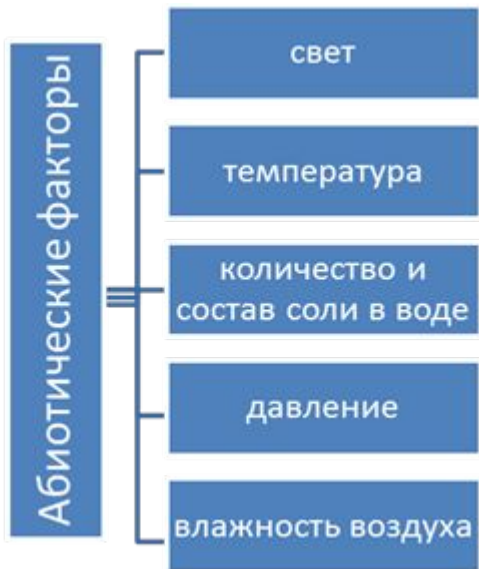 Абиотические факторы
свет
температура
количество и
состав соли в воде
давление
влажность воздуха